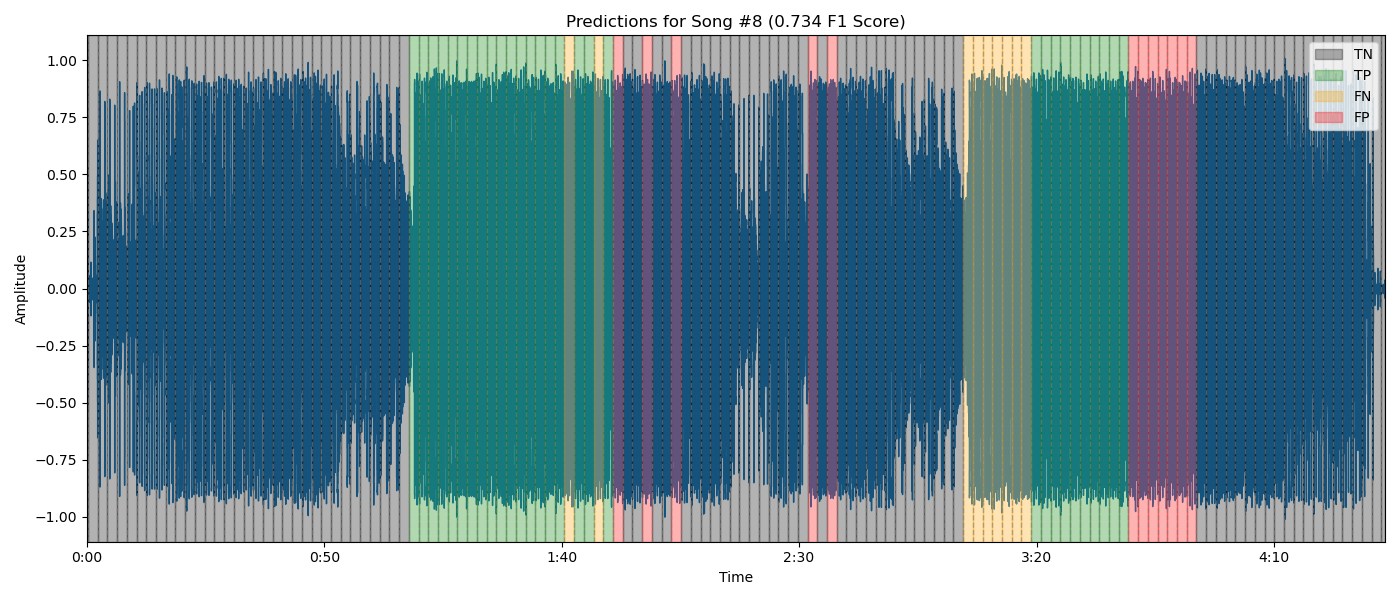 Predictions for Song #8 (0.734 F1 Score)
1.00
0.75
0.50
0.25
0.00
−0.25
−0.50
−0.75
−1.00
Amplitude
TN
TP
FN
FP
0:00 0:50 1:40 2:30 3:20 4:10
Time